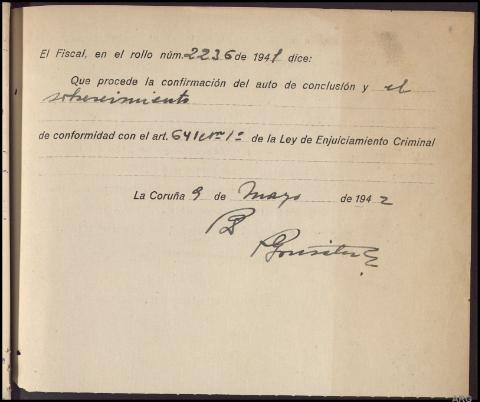 El Fiscal, en el rollo núm. 2236 de 1941 dice:
Que procede la confirmación del auto de conclusión y el
sobreseimiento
de conformidad con el art. 641 nº 1º de la Ley de Enjuiciamiento Criminal
La Coruña 9 de Mayo de 1942